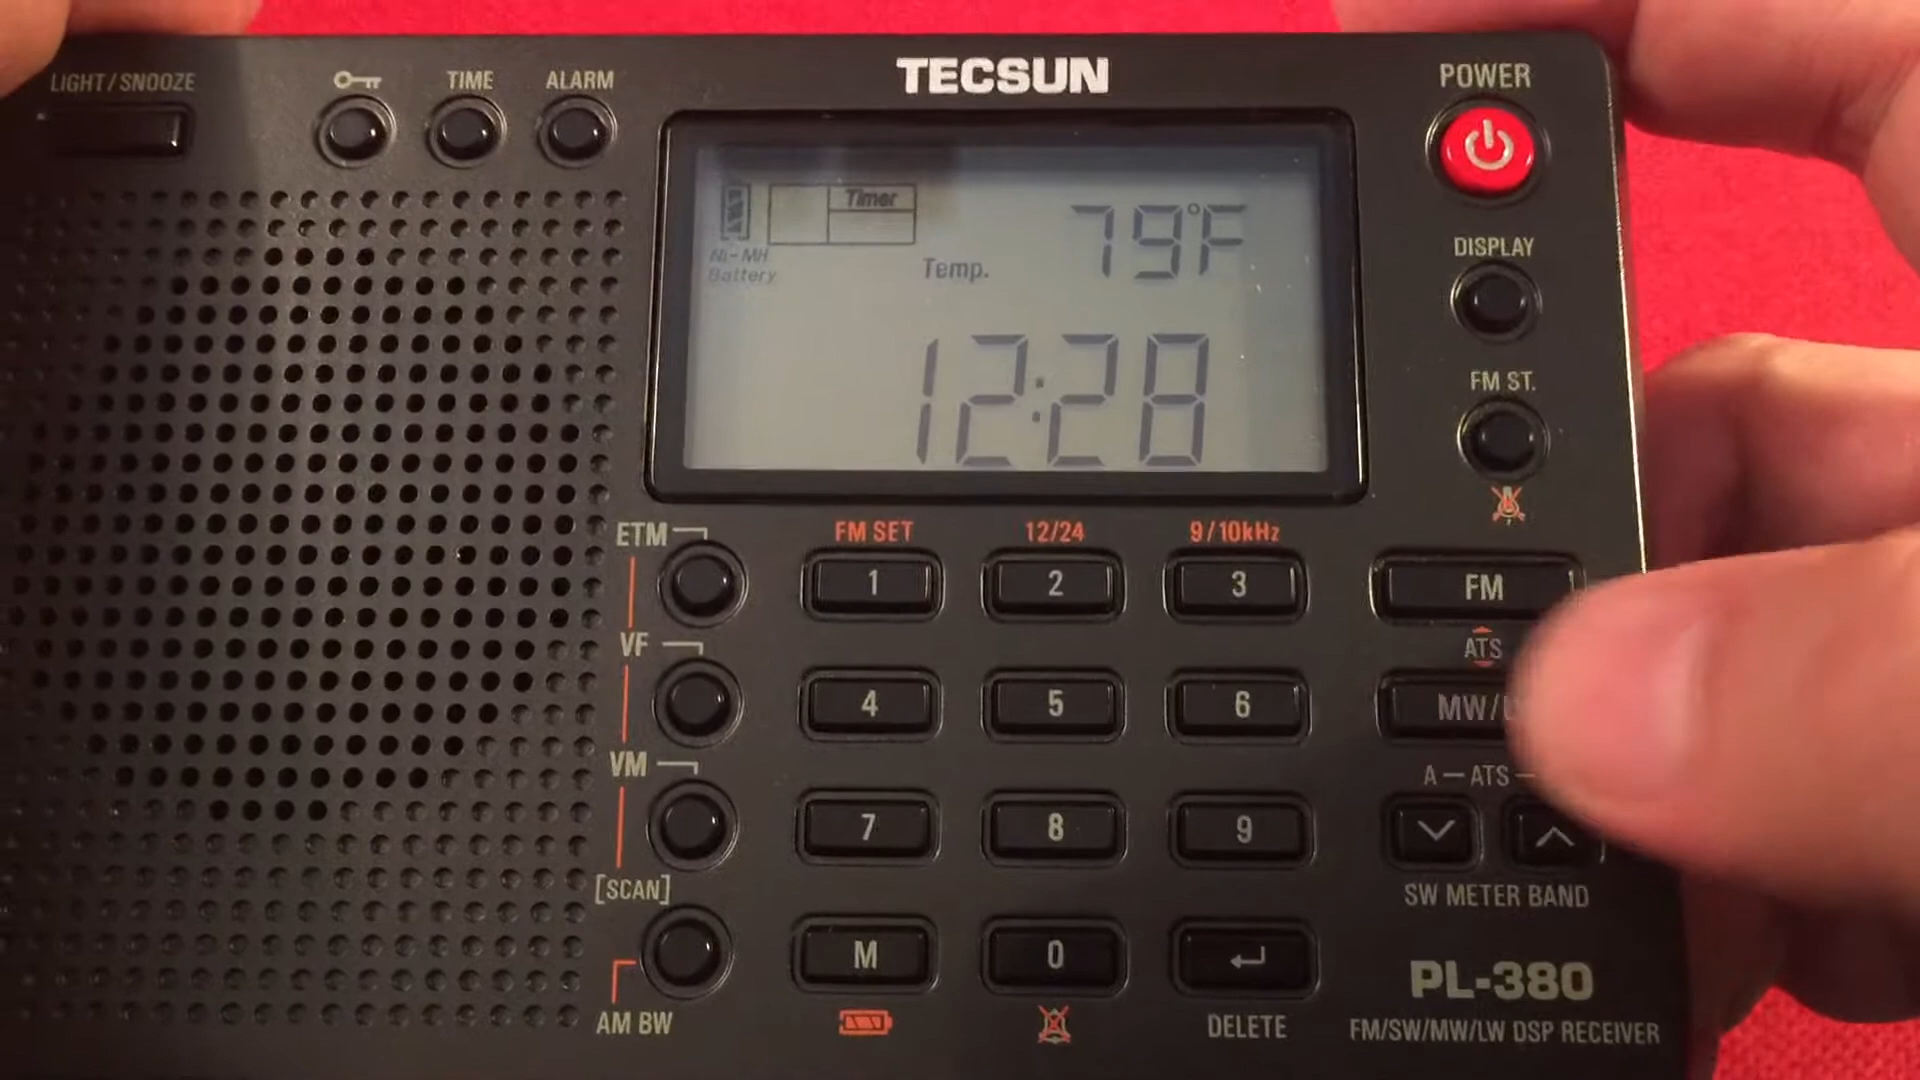 LIGHT/SNOOZE
TIME
ALARM
TECSUN
POWER
Timer
79°F
Ni-MH
Battery
Temp.
12:28
DISPLAY
FM ST.
ETM
FM SET
12/24
9/10kHz
1
2
3
FM
VF
ATS
4
5
6
MW/
VM
A-ATS-
7
8
9
[SCAN]
SW METER BAND
M
0
PL-380
AM BW
DELETE
FM/SW/MW/LW DSP RECEIVER